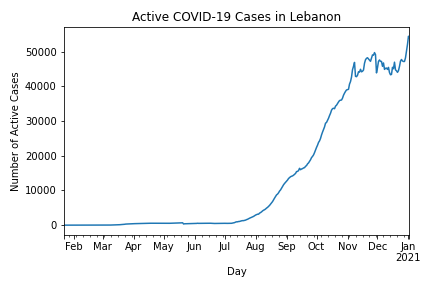 Active COVID-19 Cases in Lebanon
Number of Active Cases
50000
40000
30000
20000
10000
0
Feb Mar Apr May Jun Jul Aug Sep Oct Nov Dec Jan
2021
Day